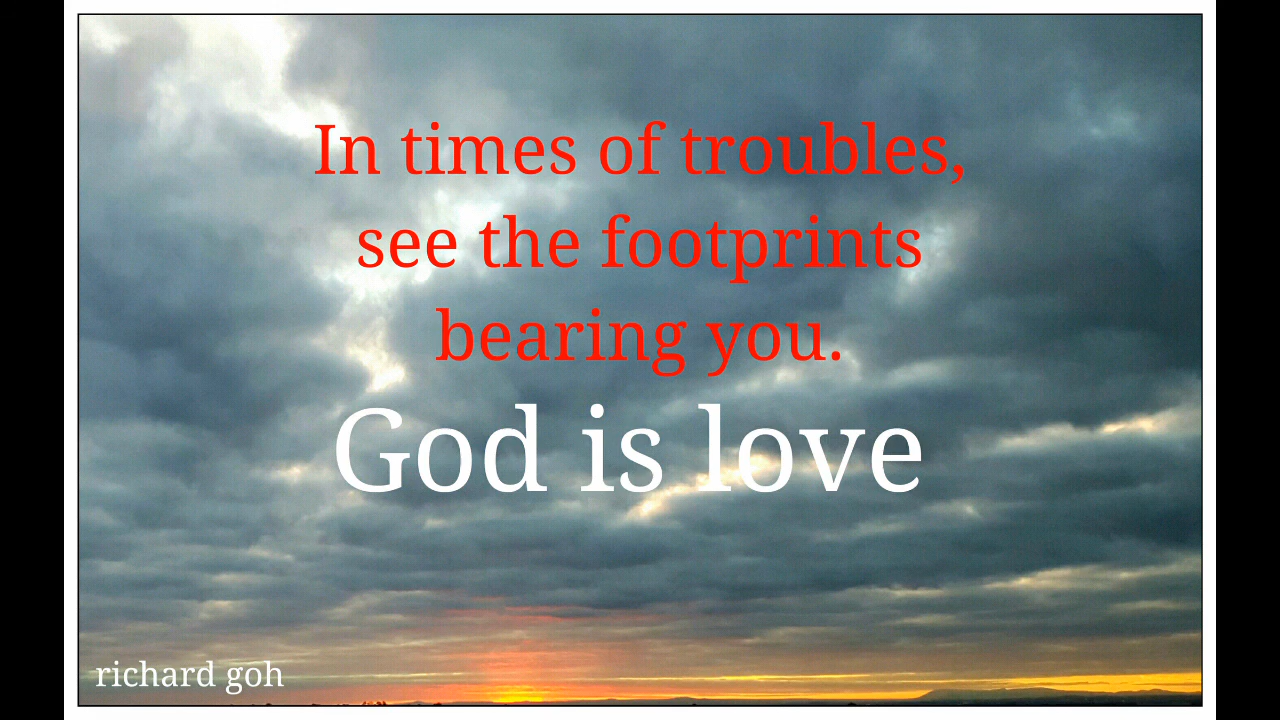 In times of troubles,
see the footprints
bearing you.
God is love
richard goh